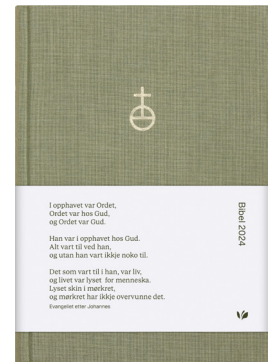 I opphavet var Ordet,
Ordet var hos Gud,
og Ordet var Gud.
Han var i opphavet hos Gud.
Alt vart til ved han,
og utan han vart ikkje noko til.
Det som vart til i han, var liv,
og livet var lyset for menneska.
Lyset skin i mørkret,
og mørkret har ikkje overvunne det.
Evangeliet etter Johannes
Bibel 2024